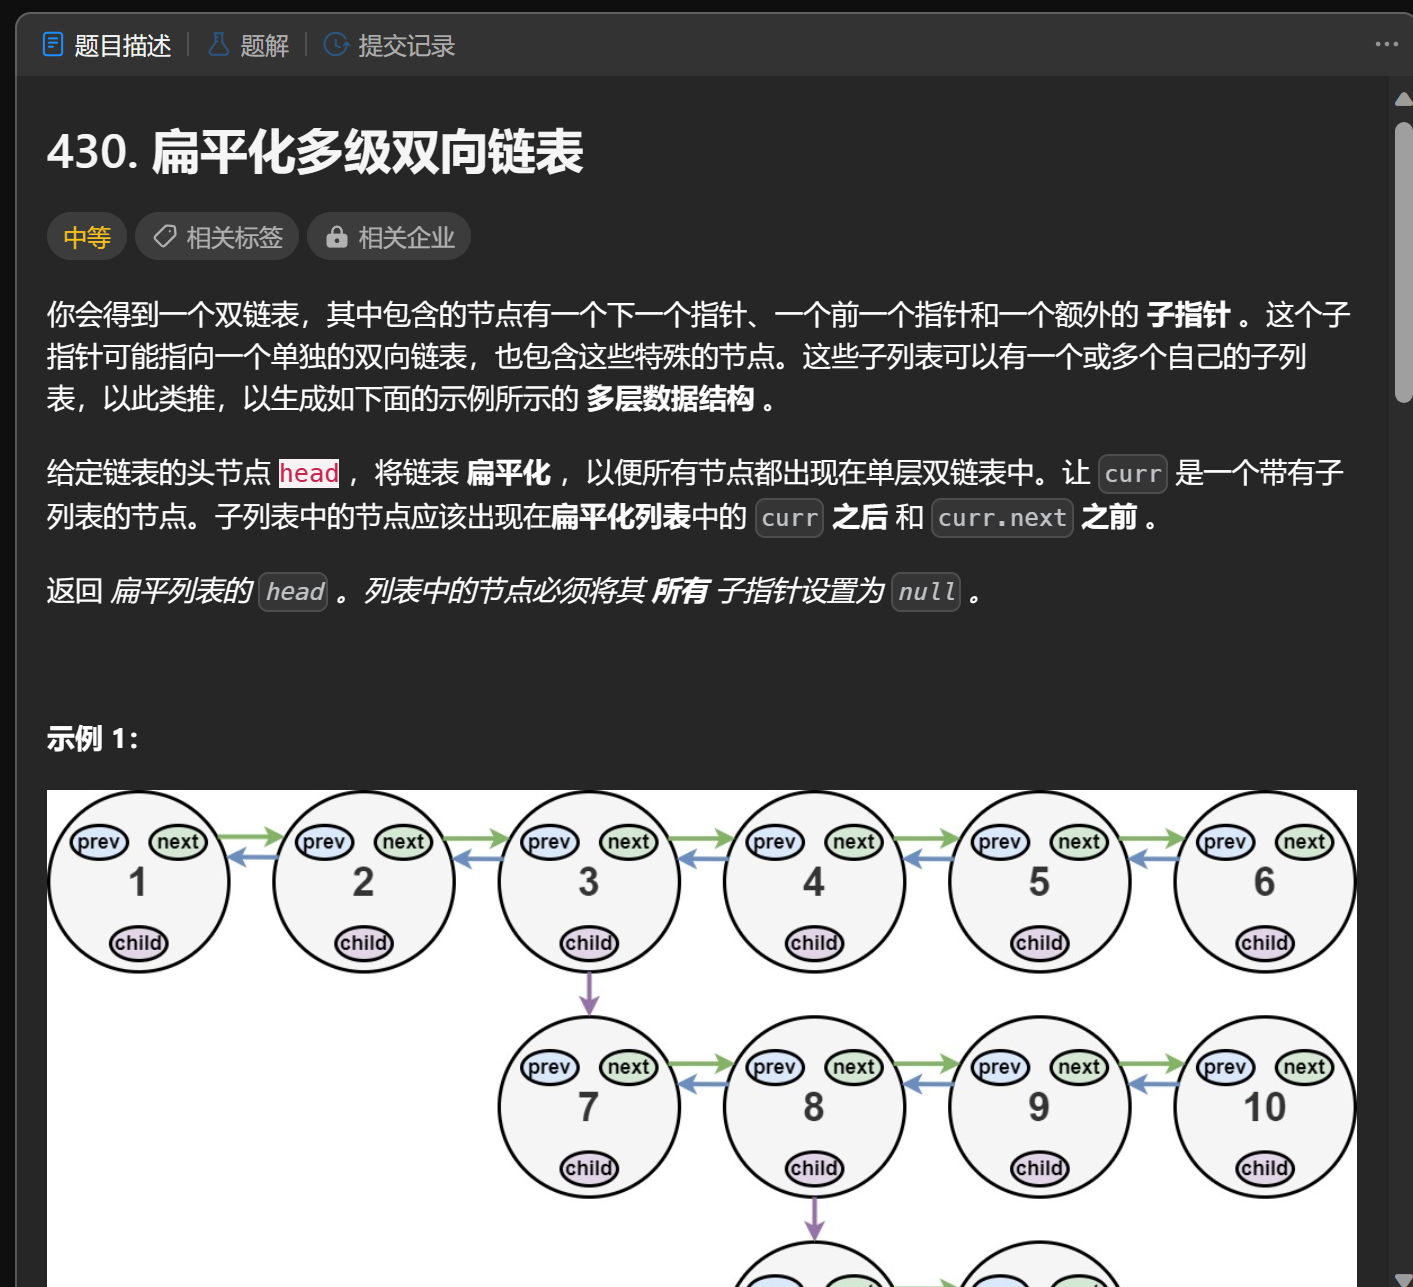 题目描述 题解 提交记录
430. 扁平化多级双向链表
中等 相关标签 相关企业
你会得到一个双链表，其中包含的节点有一个下一个指针、一个前一个指针和一个额外的 子指针 。这个子
指针可能指向一个单独的双向链表，也包含这些特殊的节点。这些子列表可以有一个或多个自己的子列
表，以此类推，以生成如下面的示例所示的 多层数据结构 。
给定链表的头节点 head ，将链表 扁平化 ，以便所有节点都出现在单层双链表中。让 curr 是一个带有子
列表的节点。子列表中的节点应该出现在扁平化列表中的 curr 之后 和 curr.next 之前 。
返回 扁平列表的 head 。列表中的节点必须将其 所有 子指针设置为 null 。
示例 1：
prev next prev next prev next prev next prev next prev next
1 2 3 4 5 6
child child child child child child
prev next prev next prev next prev next
7 8 9 10
child child child child